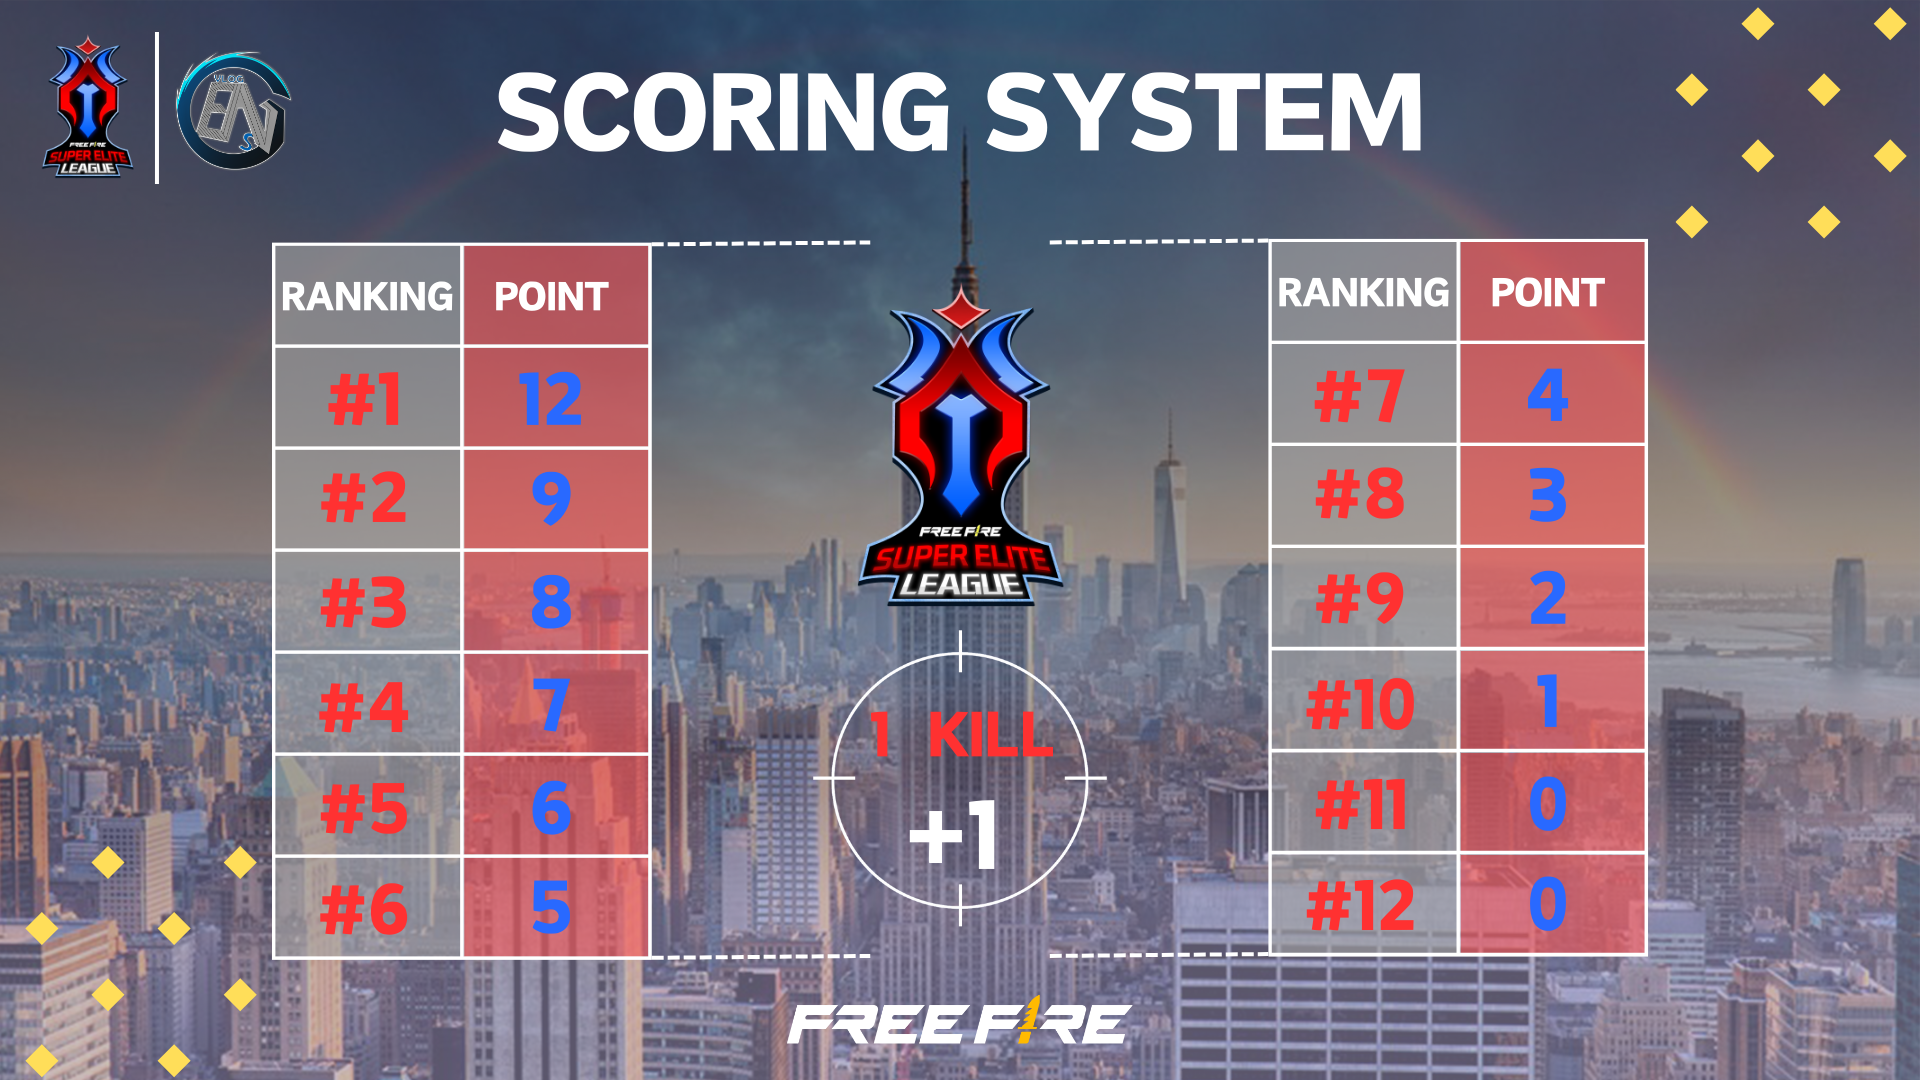 FREE FIRE
SUPER ELITE
LEAGUE
VLOG
SCORING SYSTEM
RANKING POINT
#1 12
#2 9
#3 8
#4 7
#5 6
#6 5
FREE FIRE
SUPER ELITE
LEAGUE
1 KILL
+1
RANKING POINT
#7 4
#8 3
#9 2
#10 1
#11 0
#12 0
FREE FIRE